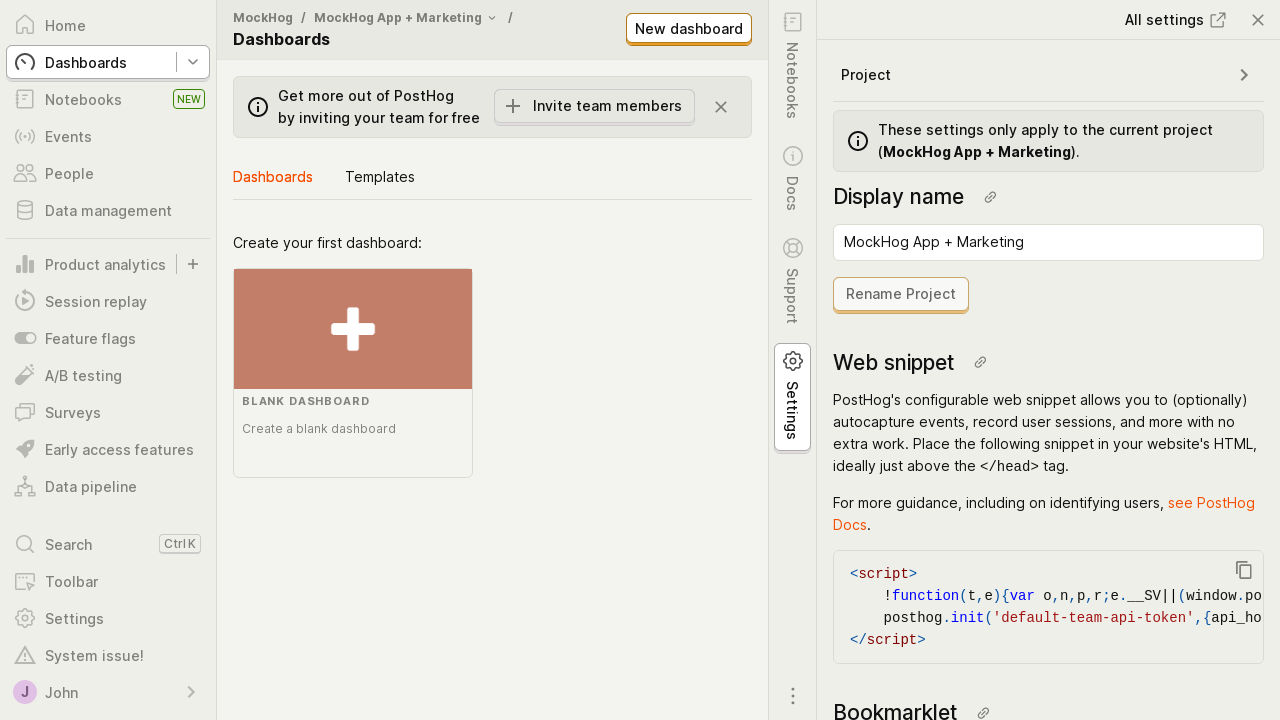 Home
Dashboards
Notebooks NEW
Events
People
Data management
Product analytics
Session replay
Feature flags
A/B testing
Surveys
Early access features
Data pipeline
Search Ctrl K
Toolbar
Settings
System issue!
J John
MockHog / MockHog App + Marketing /
Dashboards
New dashboard
Get more out of PostHog
by inviting your team for free
Invite team members
Dashboards Templates
Create your first dashboard:
BLANK DASHBOARD
Create a blank dashboard
Notebooks
Docs
Support
Settings
All settings
Project
These settings only apply to the current project
(MockHog App + Marketing).
Display name
MockHog App + Marketing
Rename Project
Web snippet
PostHog's configurable web snippet allows you to (optionally)
autocapture events, record user sessions, and more with no
extra work. Place the following snippet in your website's HTML,
ideally just above the </head> tag.
For more guidance, including on identifying users, see PostHog
Docs.
<script>
!function(t,e){var o,n,p,r;e.__SV||(window.po
posthog.init('default-team-api-token',{api_ho
</script>
Bookmarklet